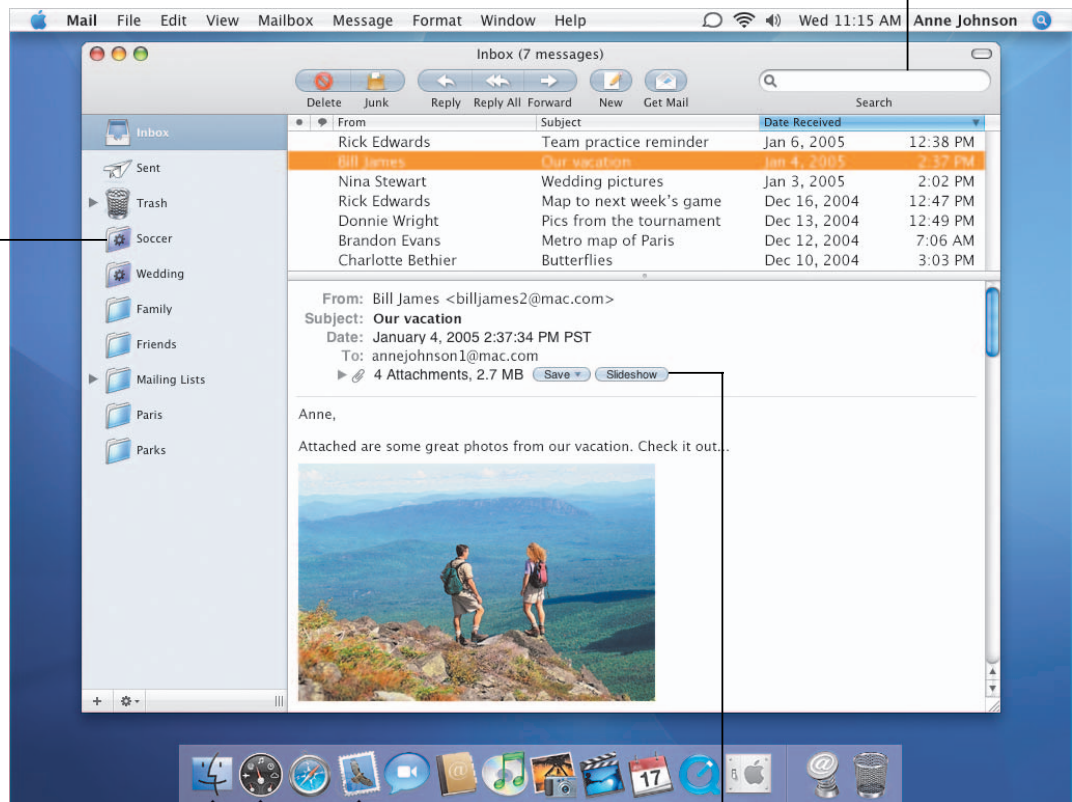 Mail File Edit View Mailbox Message Format Window Help Wed 11:15 AM Anne Johnson
Inbox (7 messages)
Delete Junk Reply Reply All Forward New Get Mail Search
Inbox
Sent
Trash
Soccer
Wedding
Family
Friends
Mailing Lists
Paris
Parks
From Subject Date Received
Rick Edwards Team practice reminder Jan 6, 2005 12:38 PM
Bill James Our vacation Jan 4, 2005 2:37 PM
Nina Stewart Wedding pictures Jan 3, 2005 2:02 PM
Rick Edwards Map to next week's game Dec 16, 2004 12:47 PM
Donnie Wright Pics from the tournament Dec 13, 2004 12:49 PM
Brandon Evans Metro map of Paris Dec 12, 2004 7:06 AM
Charlotte Bethier Butterflies Dec 10, 2004 3:03 PM
From: Bill James <billjames2@mac.com>
Subject: Our vacation
Date: January 4, 2005 2:37:34 PM PST
To: annejohnson1@mac.com
4 Attachments, 2.7 MB Save Slideshow
Anne,
Attached are some great photos from our vacation. Check it out...
17